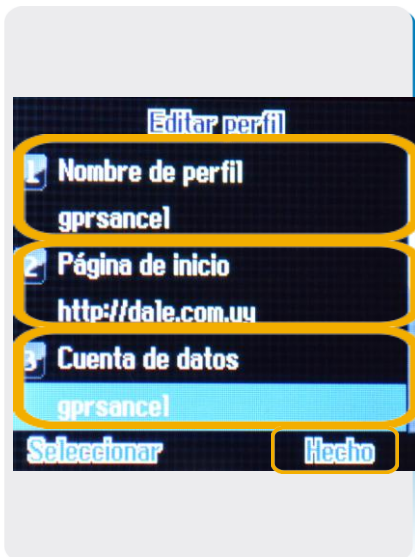 Editar perfil
1 Nombre de perfil
gprsancel
2 Página de inicio
http://dale.com.uy
3 Cuenta de datos
gprsancel
Seleccionar Hecho